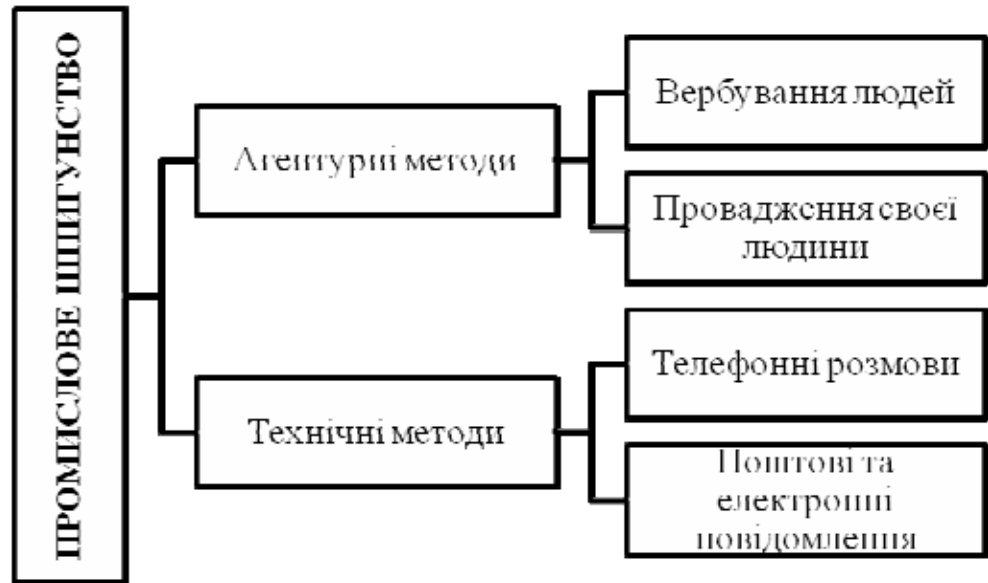 ПРОМИСЛОВЕ ШПИГУНСТВО
Агентурні методи
Вербування людей
Провадження своєї
людини
Технічні методи
Телефонні розмови
Поштові та
електронні
повідомлення